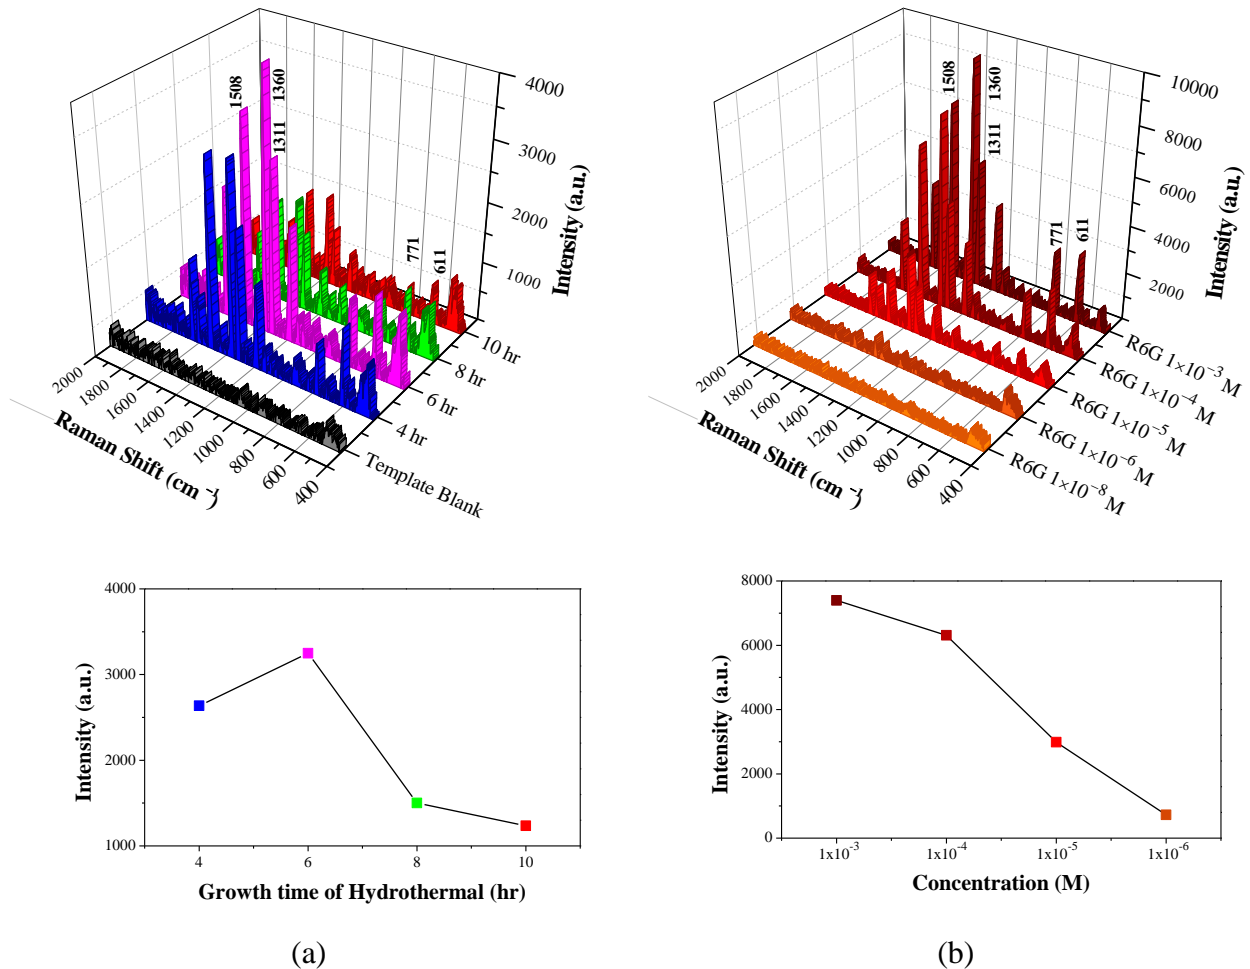 1508
1360
1311
771
611
4000
3000
2000
1000
Intensity (a.u.)
10 hr
8 hr
6 hr
4 hr
Template Blank
2000
1800
1600
1400
1200
1000
800
600
400
Raman Shift (cm⁻¹)
1508
1360
1311
771
611
10000
8000
6000
4000
2000
Intensity (a.u.)
R6G 1×10⁻³ M
R6G 1×10⁻⁴ M
R6G 1×10⁻⁵ M
R6G 1×10⁻⁶ M
R6G 1×10⁻⁸ M
2000
1800
1600
1400
1200
1000
800
600
400
Raman Shift (cm⁻¹)
4000
3000
2000
1000
Intensity (a.u.)
4 6 8 10
Growth time of Hydrothermal (hr)
8000
6000
4000
2000
0
Intensity (a.u.)
1x10⁻³ 1x10⁻⁴ 1x10⁻⁵ 1x10⁻⁶
Concentration (M)
(a) (b)